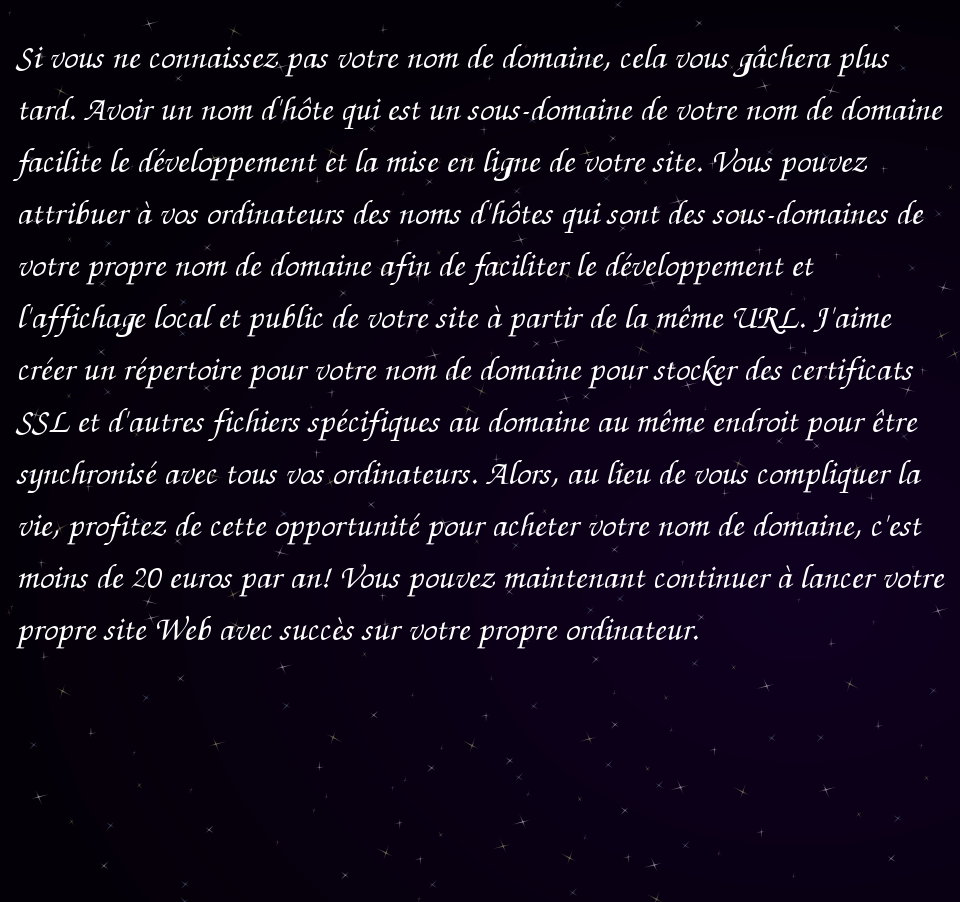 Si vous ne connaissez pas votre nom de domaine, cela vous gâchera plus
tard. Avoir un nom d'hôte qui est un sous-domaine de votre nom de domaine
facilite le développement et la mise en ligne de votre site. Vous pouvez
attribuer à vos ordinateurs des noms d'hôtes qui sont des sous-domaines de
votre propre nom de domaine afin de faciliter le développement et
l'affichage local et public de votre site à partir de la même URL. J'aime
créer un répertoire pour votre nom de domaine pour stocker des certificats
SSL et d'autres fichiers spécifiques au domaine au même endroit pour être
synchronisé avec tous vos ordinateurs. Alors, au lieu de vous compliquer la
vie, profitez de cette opportunité pour acheter votre nom de domaine, c'est
moins de 20 euros par an! Vous pouvez maintenant continuer à lancer votre
propre site Web avec succès sur votre propre ordinateur.